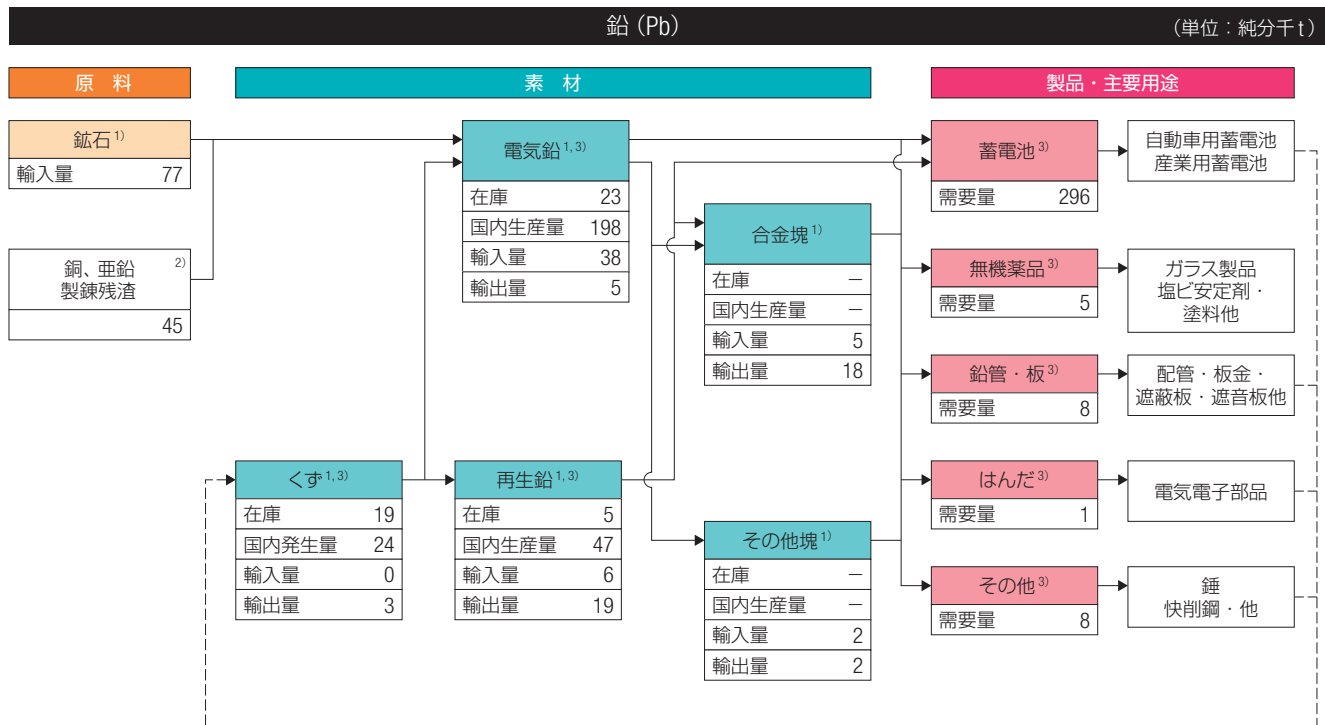 鉛（Pb）
（単位：純分千t）
原 料
素 材
製品・主要用途
鉱石 1)
輸入量 77
銅、亜鉛 2)
製錬残渣
45
電気鉛 1, 3)
在庫 23
国内生産量 198
輸入量 38
輸出量 5
くず 1, 3)
在庫 19
国内発生量 24
輸入量 0
輸出量 3
再生鉛 1, 3)
在庫 5
国内生産量 47
輸入量 6
輸出量 19
合金塊 1)
在庫 −
国内生産量 −
輸入量 5
輸出量 18
その他塊 1)
在庫 −
国内生産量 −
輸入量 2
輸出量 2
蓄電池 3)
需要量 296
自動車用蓄電池
産業用蓄電池
無機薬品 3)
需要量 5
ガラス製品
塩ビ安定剤・
塗料他
鉛管・板 3)
需要量 8
配管・板金・
遮蔽板・遮音板他
はんだ 3)
需要量 1
電気電子部品
その他 3)
需要量 8
錘
快削鋼・他